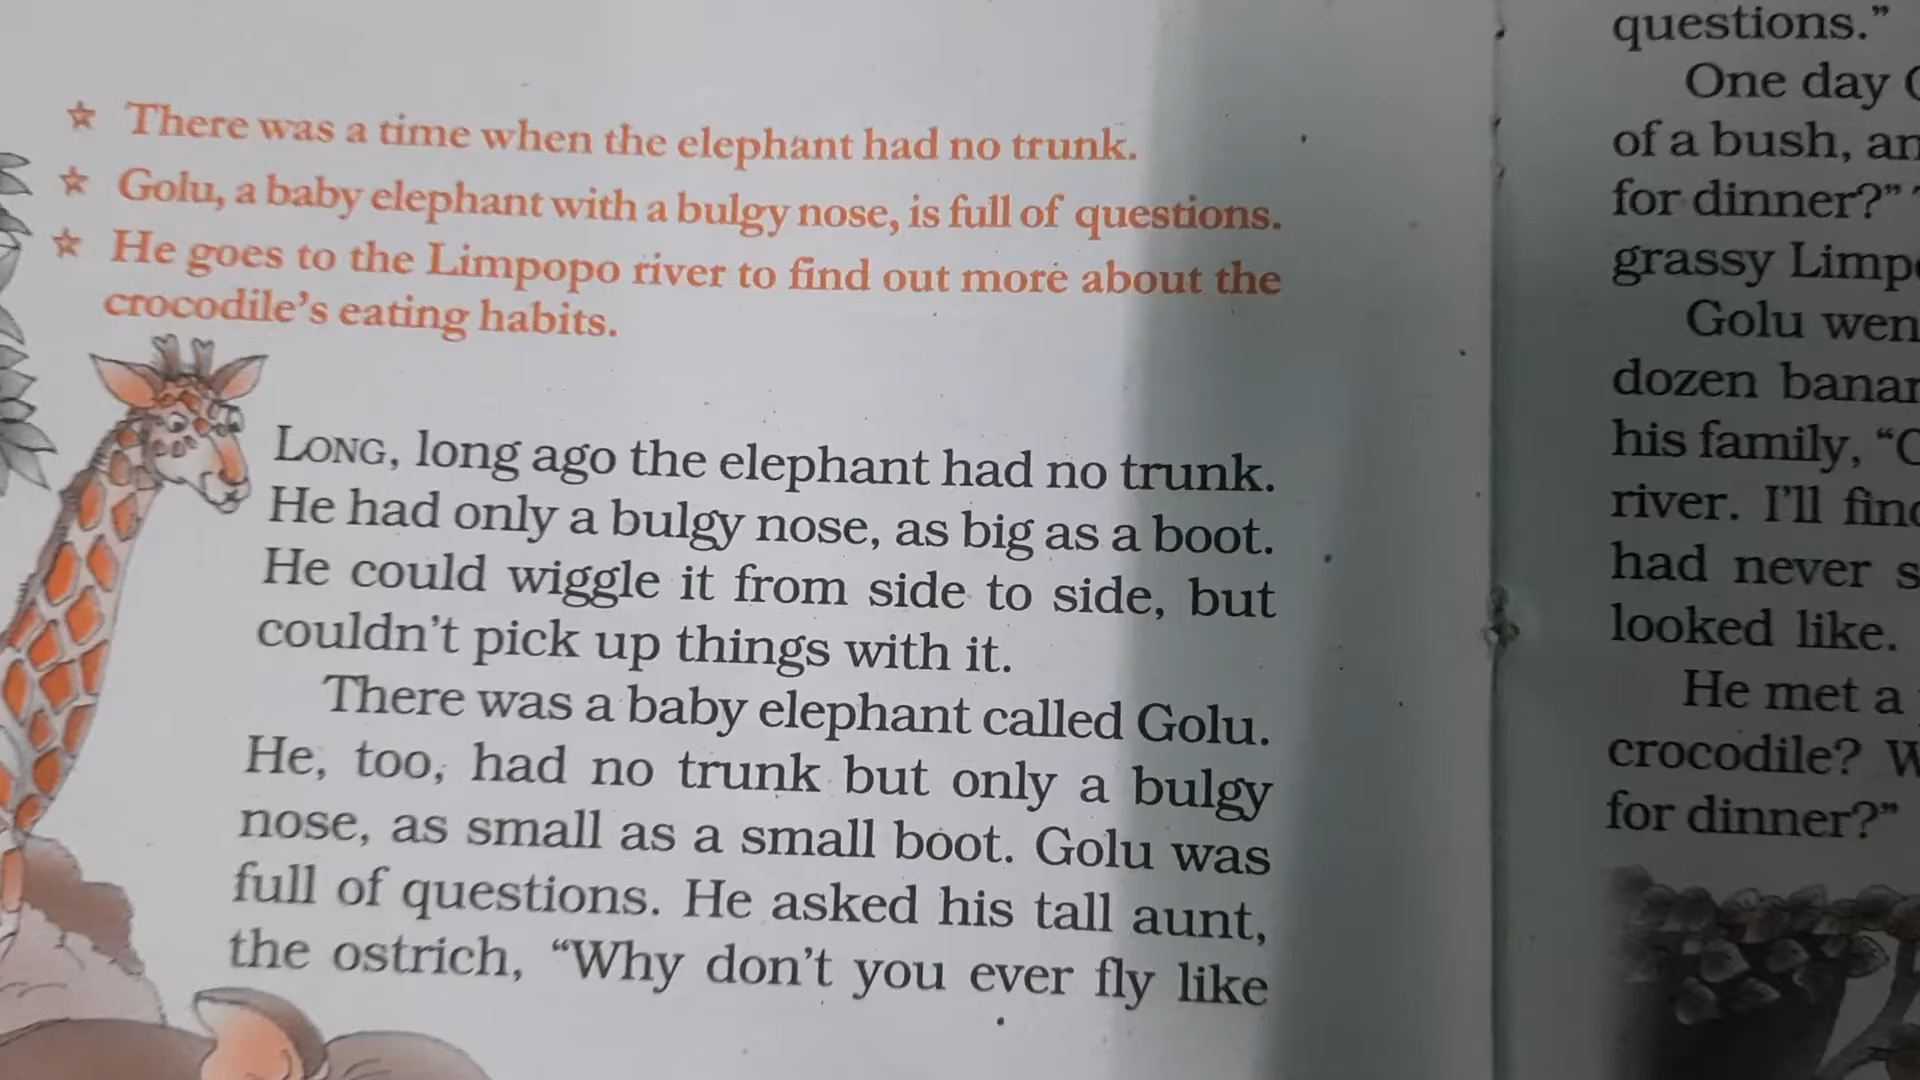 ☆ There was a time when the elephant had no trunk.
☆ Golu, a baby elephant with a bulgy nose, is full of questions.
☆ He goes to the Limpopo river to find out more about the
crocodile's eating habits.
LONG, long ago the elephant had no trunk.
He had only a bulgy nose, as big as a boot.
He could wiggle it from side to side, but
couldn't pick up things with it.
There was a baby elephant called Golu.
He, too, had no trunk but only a bulgy
nose, as small as a small boot. Golu was
full of questions. He asked his tall aunt,
the ostrich, “Why don't you ever fly like
questions.”
One day
of a bush,
for dinner?”
grassy
Golu
dozen
his family,
river. I'll
had never
looked like.
He met a
crocodile?
for dinner?”